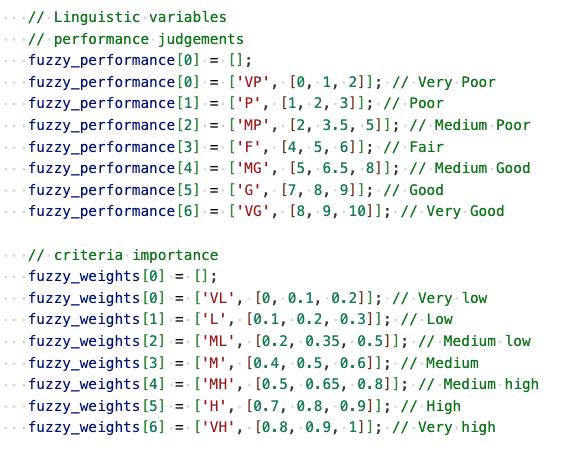 // Linguistic variables
// performance judgements
fuzzy_performance[0] = [];
fuzzy_performance[0] = ['VP', [0, 1, 2]]; // Very Poor
fuzzy_performance[1] = ['P', [1, 2, 3]]; // Poor
fuzzy_performance[2] = ['MP', [2, 3.5, 5]]; // Medium Poor
fuzzy_performance[3] = ['F', [4, 5, 6]]; // Fair
fuzzy_performance[4] = ['MG', [5, 6.5, 8]]; // Medium Good
fuzzy_performance[5] = ['G', [7, 8, 9]]; // Good
fuzzy_performance[6] = ['VG', [8, 9, 10]]; // Very Good
// criteria importance
fuzzy_weights[0] = [];
fuzzy_weights[0] = ['VL', [0, 0.1, 0.2]]; // Very low
fuzzy_weights[1] = ['L', [0.1, 0.2, 0.3]]; // Low
fuzzy_weights[2] = ['ML', [0.2, 0.35, 0.5]]; // Medium low
fuzzy_weights[3] = ['M', [0.4, 0.5, 0.6]]; // Medium
fuzzy_weights[4] = ['MH', [0.5, 0.65, 0.8]]; // Medium high
fuzzy_weights[5] = ['H', [0.7, 0.8, 0.9]]; // High
fuzzy_weights[6] = ['VH', [0.8, 0.9, 1]]; // Very high